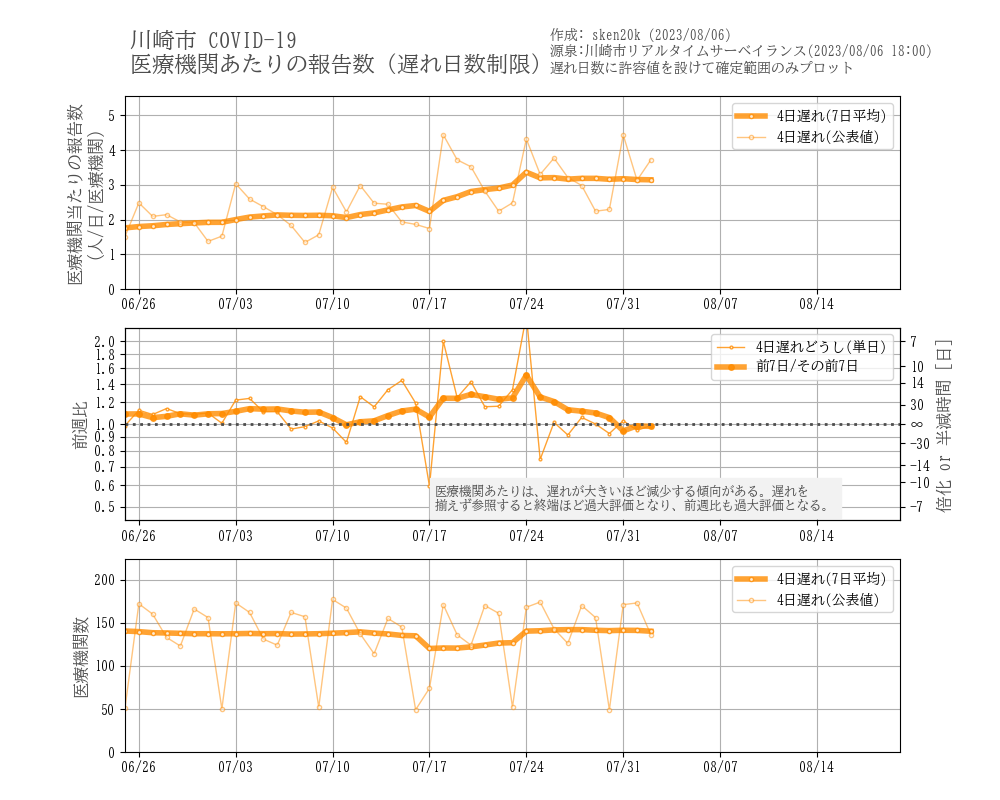 川崎市 COVID-19
医療機関あたりの報告数 (遅れ日数制限)
作成: sken20k (2023/08/06)
源泉:川崎市リアルタイムサーベイランス(2023/08/06 18:00)
遅れ日数に許容値を設けて確定範囲のみプロット
医療機関当たりの報告数
(人/日/医療機関)
5
4
3
2
1
0
4日遅れ(7日平均)
4日遅れ(公表値)
06/26 07/03 07/10 07/17 07/24 07/31 08/07 08/14
前週比
2.0
1.8
1.6
1.4
1.2
1.0
0.9
0.8
0.7
0.6
0.5
4日遅れどうし(単日)
前7日/その前7日
7
10
14
30
∞
-30
-14
-10
-7
倍化 or 半減時間 [日]
医療機関あたりは、遅れが大きいほど減少する傾向がある。遅れを
揃えず参照すると終端ほど過大評価となり、前週比も過大評価となる。
06/26 07/03 07/10 07/17 07/24 07/31 08/07 08/14
医療機関数
200
150
100
50
0
4日遅れ(7日平均)
4日遅れ(公表値)
06/26 07/03 07/10 07/17 07/24 07/31 08/07 08/14